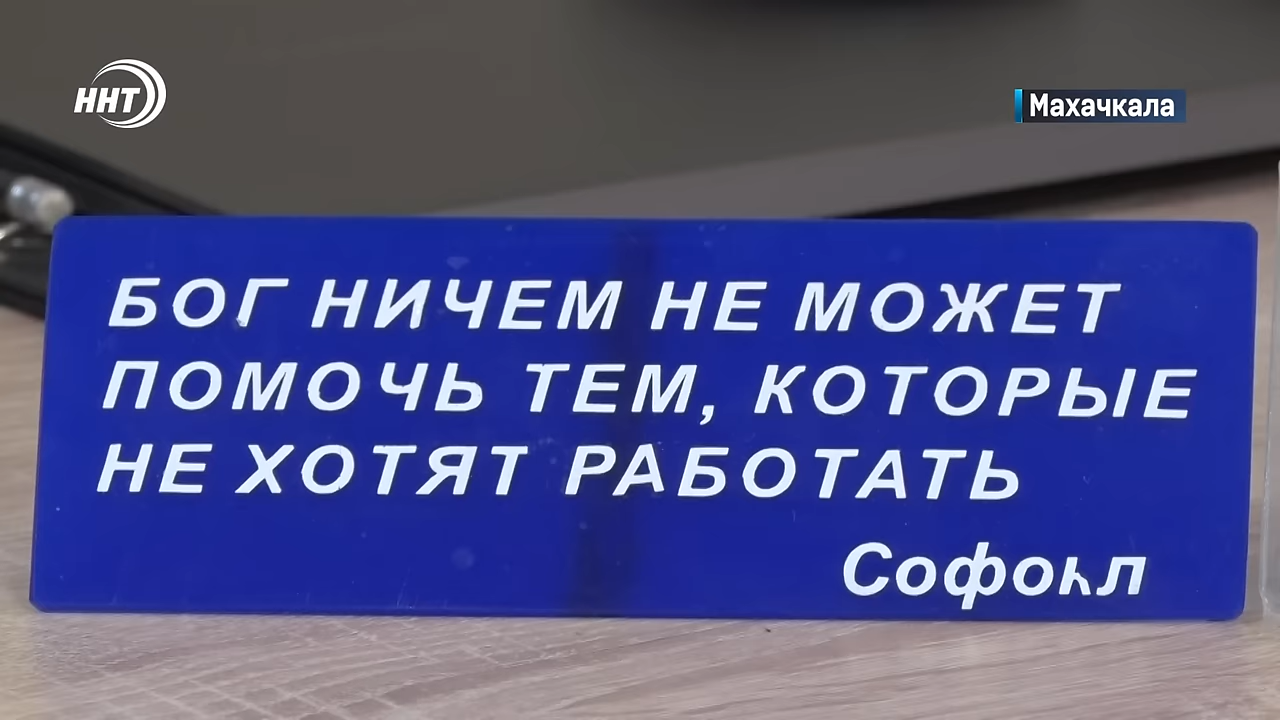 ННТ
Махачкала
БОГ НИЧЕМ НЕ МОЖЕТ
ПОМОЧЬ ТЕМ, КОТОРЫЕ
НЕ ХОТЯТ РАБОТАТЬ
Софокл